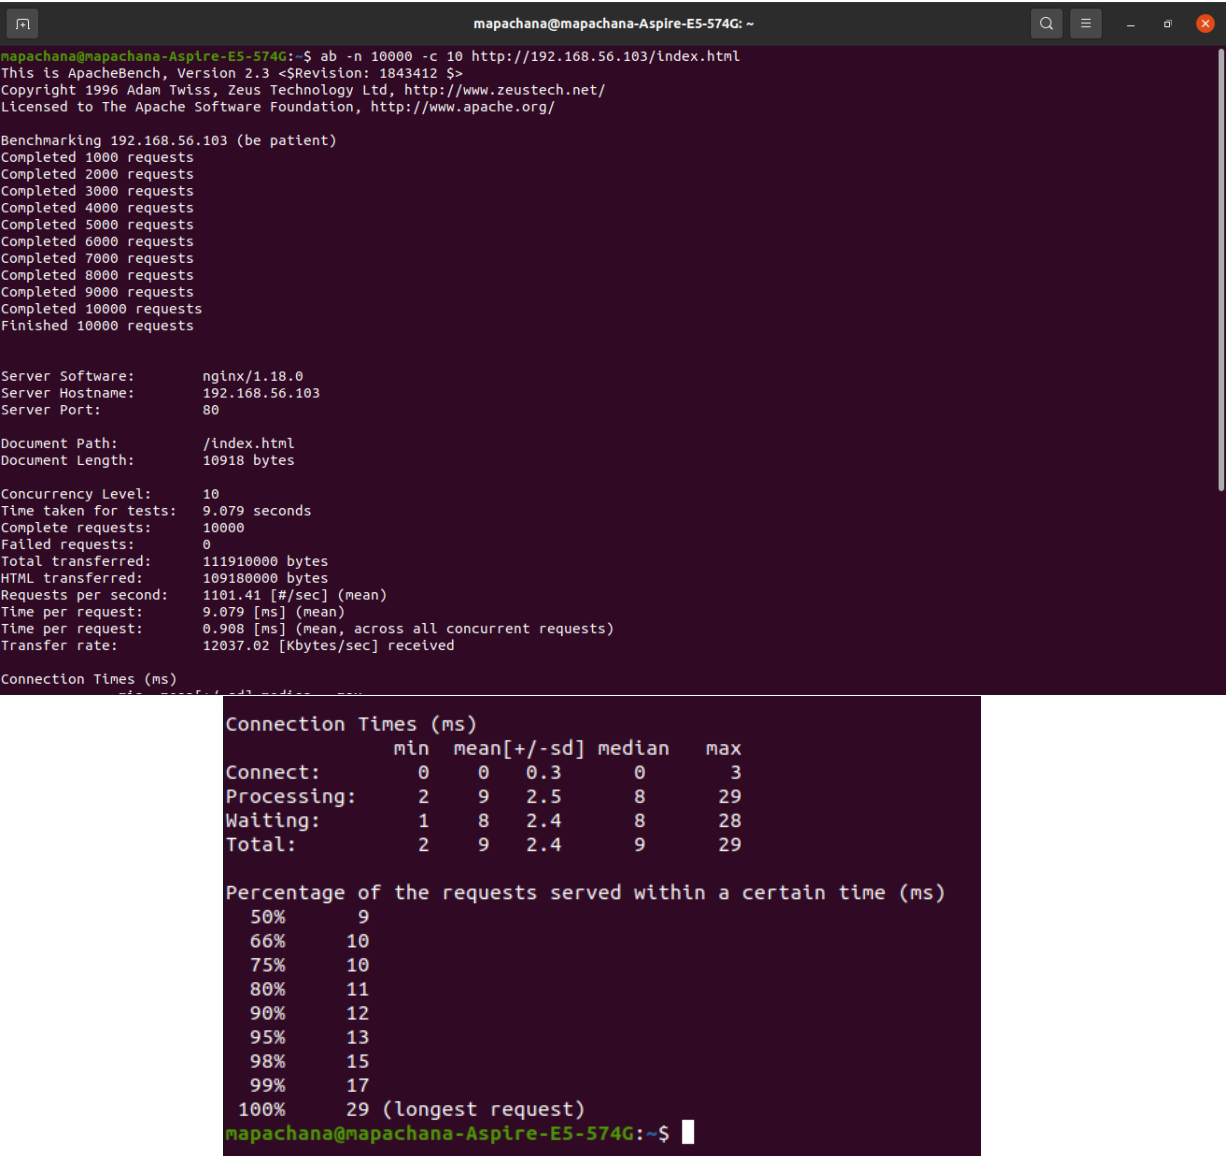 mapachana@mapachana-Aspire-E5-574G: ~
mapachana@mapachana-Aspire-E5-574G:~$ ab -n 10000 -c 10 http://192.168.56.103/index.html
This is ApacheBench, Version 2.3 <$Revision: 1843412 $>
Copyright 1996 Adam Twiss, Zeus Technology Ltd, http://www.zeustech.net/
Licensed to The Apache Software Foundation, http://www.apache.org/

Benchmarking 192.168.56.103 (be patient)
Completed 1000 requests
Completed 2000 requests
Completed 3000 requests
Completed 4000 requests
Completed 5000 requests
Completed 6000 requests
Completed 7000 requests
Completed 8000 requests
Completed 9000 requests
Completed 10000 requests
Finished 10000 requests

Server Software:        nginx/1.18.0
Server Hostname:        192.168.56.103
Server Port:            80

Document Path:          /index.html
Document Length:        10918 bytes

Concurrency Level:      10
Time taken for tests:   9.079 seconds
Complete requests:      10000
Failed requests:        0
Total transferred:      111910000 bytes
HTML transferred:       109180000 bytes
Requests per second:    1101.41 [#/sec] (mean)
Time per request:       9.079 [ms] (mean)
Time per request:       0.908 [ms] (mean, across all concurrent requests)
Transfer rate:          12037.02 [Kbytes/sec] received

Connection Times (ms)
min  mean[+/-sd] median   max
Connection Times (ms)
              min  mean[+/-sd] median   max
Connect:        0    0   0.3      0       3
Processing:     2    9   2.5      8      29
Waiting:        1    8   2.4      8      28
Total:          2    9   2.4      9      29

Percentage of the requests served within a certain time (ms)
  50%      9
  66%     10
  75%     10
  80%     11
  90%     12
  95%     13
  98%     15
  99%     17
 100%     29 (longest request)
mapachana@mapachana-Aspire-E5-574G:~$